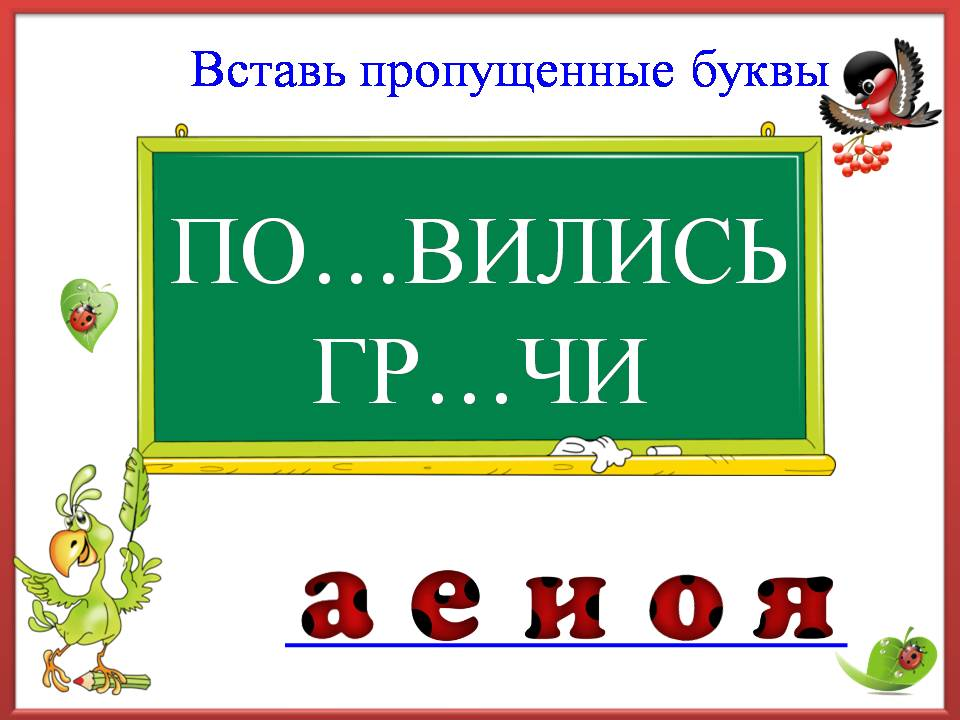 Вставь пропущенные буквы
ПО…ВИЛИСЬ
ГР…ЧИ
а е и о я